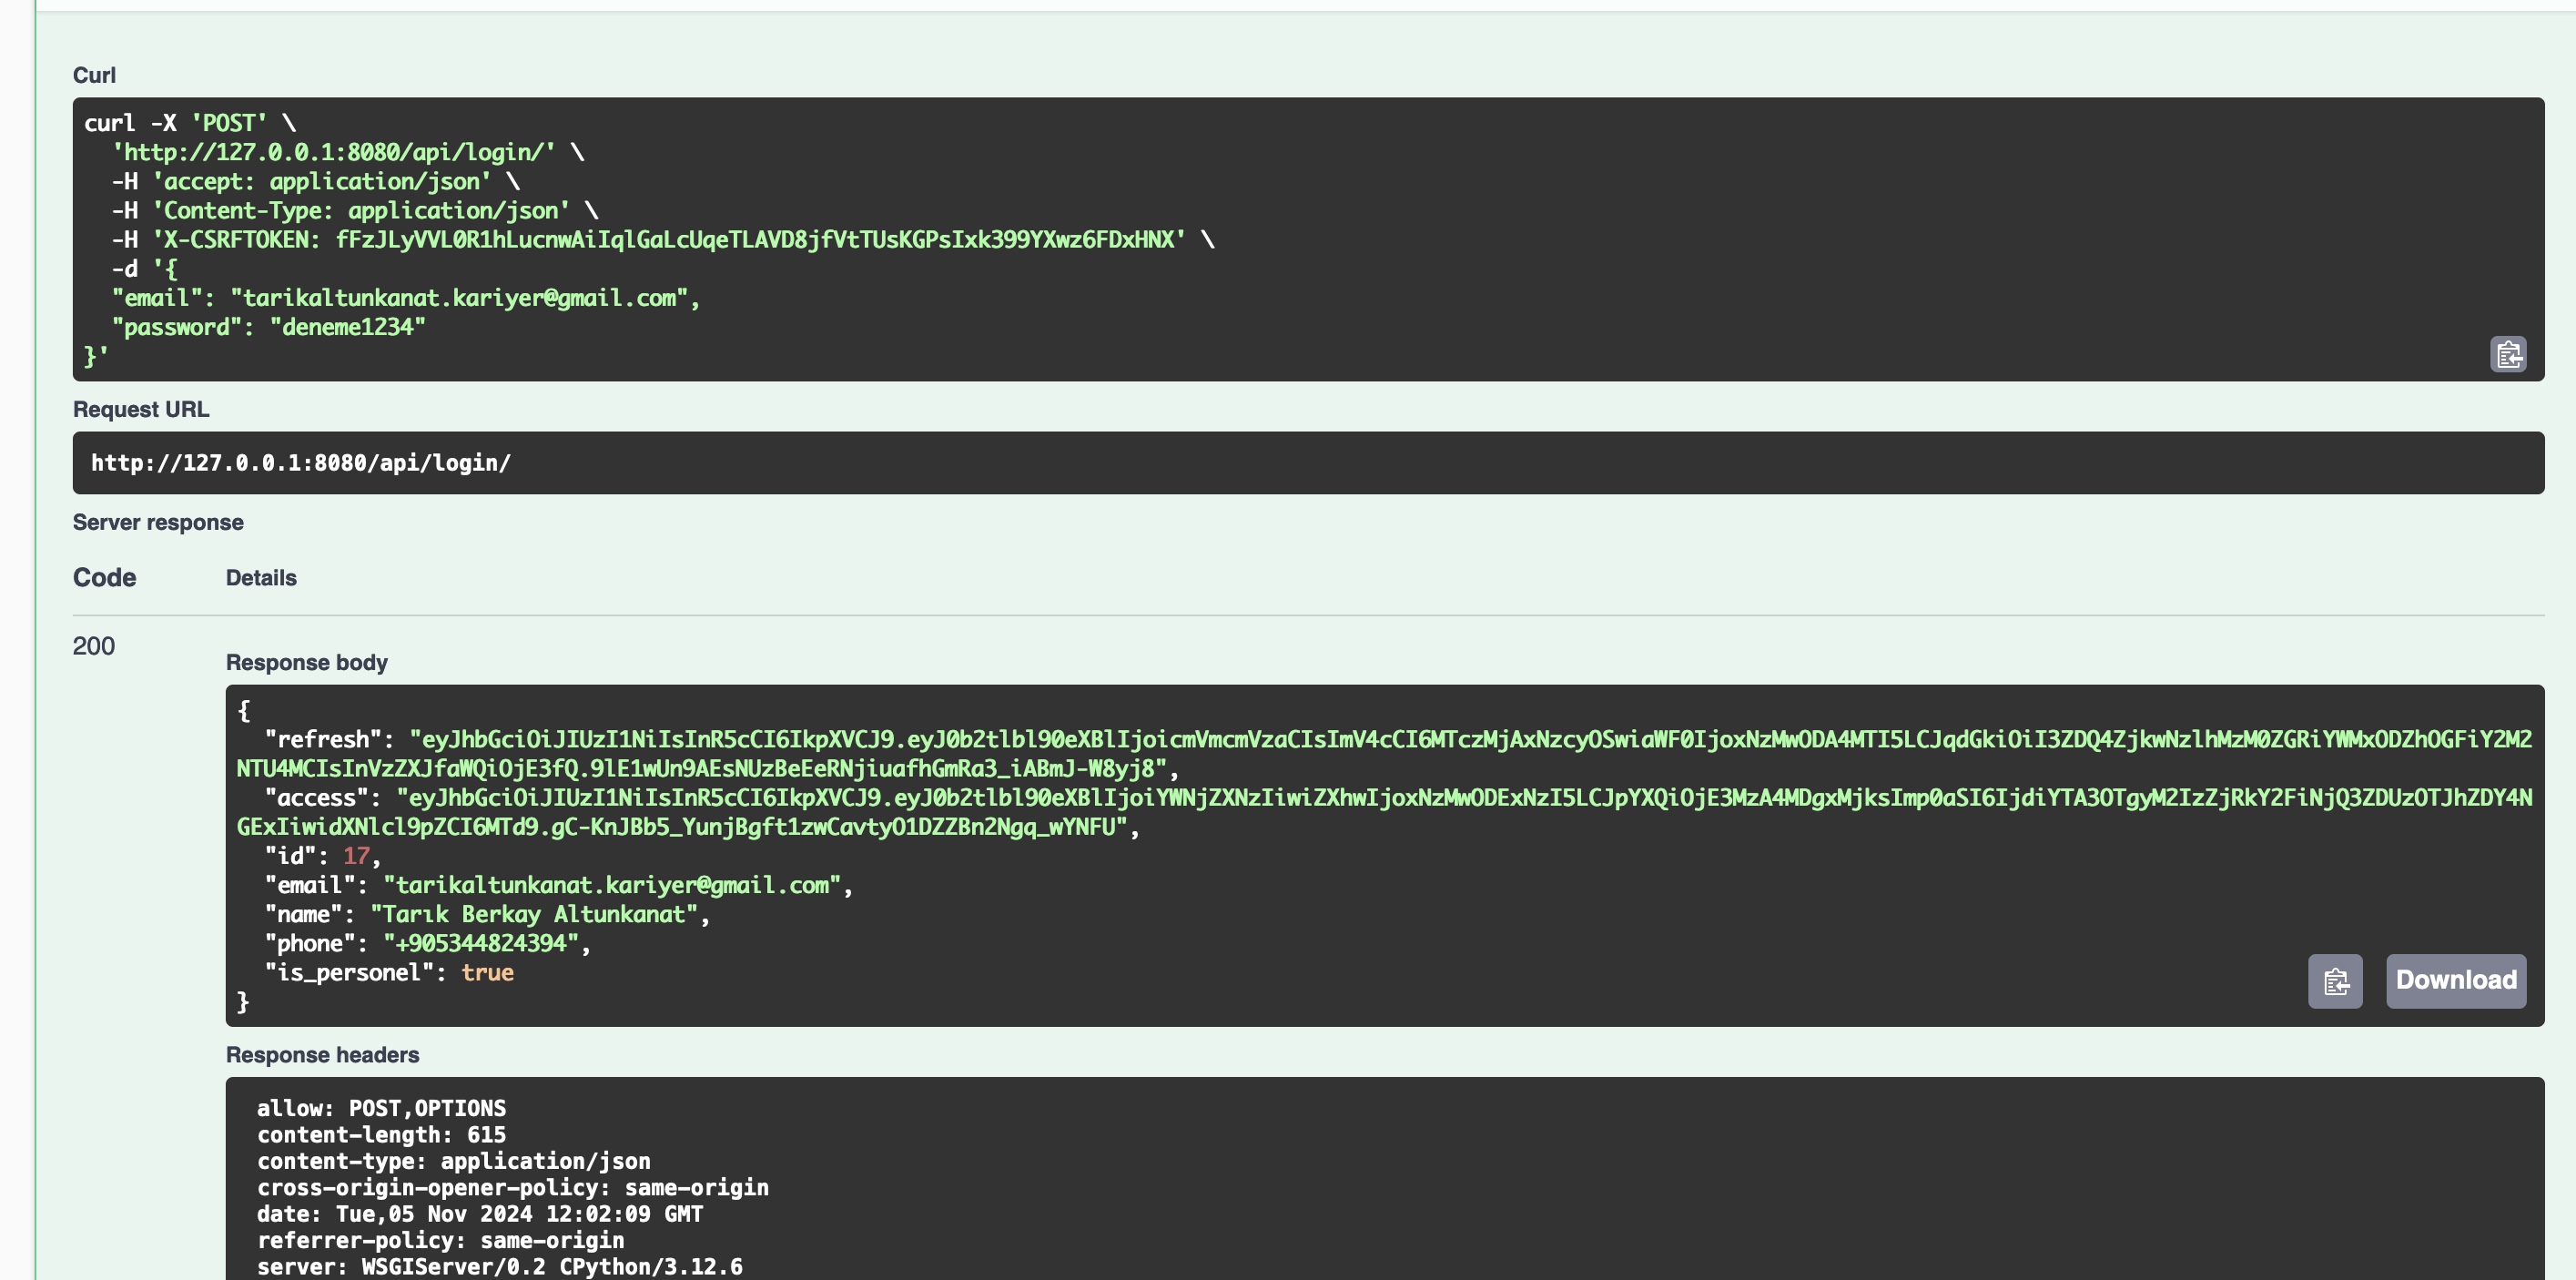 Curl
curl -X 'POST' \
'http://127.0.0.1:8080/api/login/' \
-H 'accept: application/json' \
-H 'Content-Type: application/json' \
-H 'X-CSRFTOKEN: fFzJLyVVL0R1hLucnwAiIqlGaLcUqeTLAVD8jfVtTUsKGPsIxk399YXwz6FDxHNX' \
-d '{
"email": "tarikaltunkanat.kariyer@gmail.com",
"password": "deneme1234"
}'
Request URL
http://127.0.0.1:8080/api/login/
Server response
Code Details
200
Response body
{
"refresh": "eyJhbGciOiJIUzI1NiIsInR5cCI6IkpXVCJ9.eyJ0b2tlbl90eXBlIjoicmVmcmVzaCIsImV4cCI6MTczMjAxNzcyOSwiaWF0IjoxNzMwODA4MTI5LCJqdGkiOiI3ZDQ4ZjkwNzlhMzM0ZGRiYWMxODZhOGFiY2M2
NTU4MCIsInVzZXJfaWQiOjE3fQ.9lE1wUn9AEsNUzBeEeRNjiuafhGmRa3_iABmJ-W8yj8",
"access": "eyJhbGciOiJIUzI1NiIsInR5cCI6IkpXVCJ9.eyJ0b2tlbl90eXBlIjoiYWNjZXNzIiwiZXhwIjoxNzMwODExNzI5LCJpYXQiOjE3MzA4MDgxMjksImp0aSI6IjdiYTA3OTgyM2IzZjRkY2FiNjQ3ZDUzOTJhZDY4N
GExIiwidXNlcl9pZCI6MTd9.gC-KnJBb5_YunjBgft1zwCavtyO1DZZBn2Ngq_wYNFU",
"id": 17,
"email": "tarikaltunkanat.kariyer@gmail.com",
"name": "Tarık Berkay Altunkanat",
"phone": "+905344824394",
"is_personel": true
}
Download
Response headers
allow: POST,OPTIONS
content-length: 615
content-type: application/json
cross-origin-opener-policy: same-origin
date: Tue,05 Nov 2024 12:02:09 GMT
referrer-policy: same-origin
server: WSGIServer/0.2 CPython/3.12.6